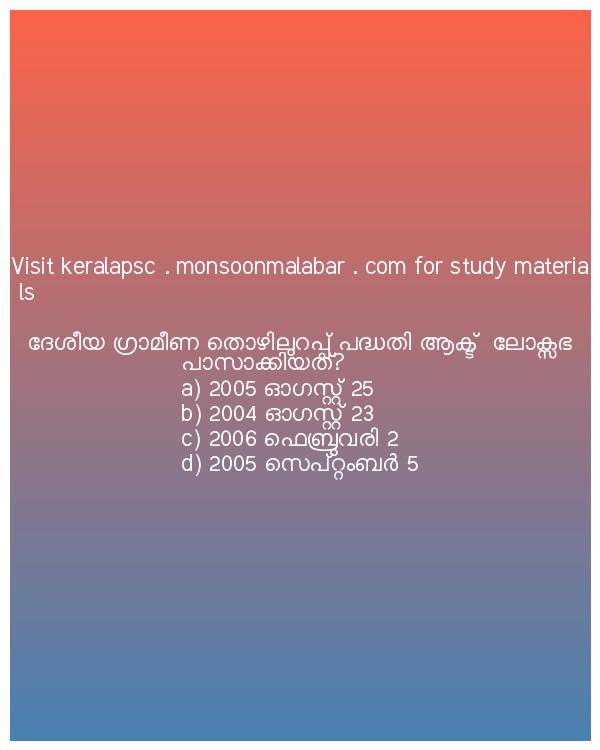 Visit keralapsc . monsoonmalabar . com for study materia
ls
ദേശീയ ഗ്രാമീണ തൊഴിലുറപ്പ് പദ്ധതി ആക്ട്  ലോക്സഭ
പാസാക്കിയത്?
a) 2005 ഓഗസ്റ്റ് 25
b) 2004 ഓഗസ്റ്റ് 23
c) 2006 ഫെബ്രുവരി 2
d) 2005 സെപ്റ്റംബർ 5